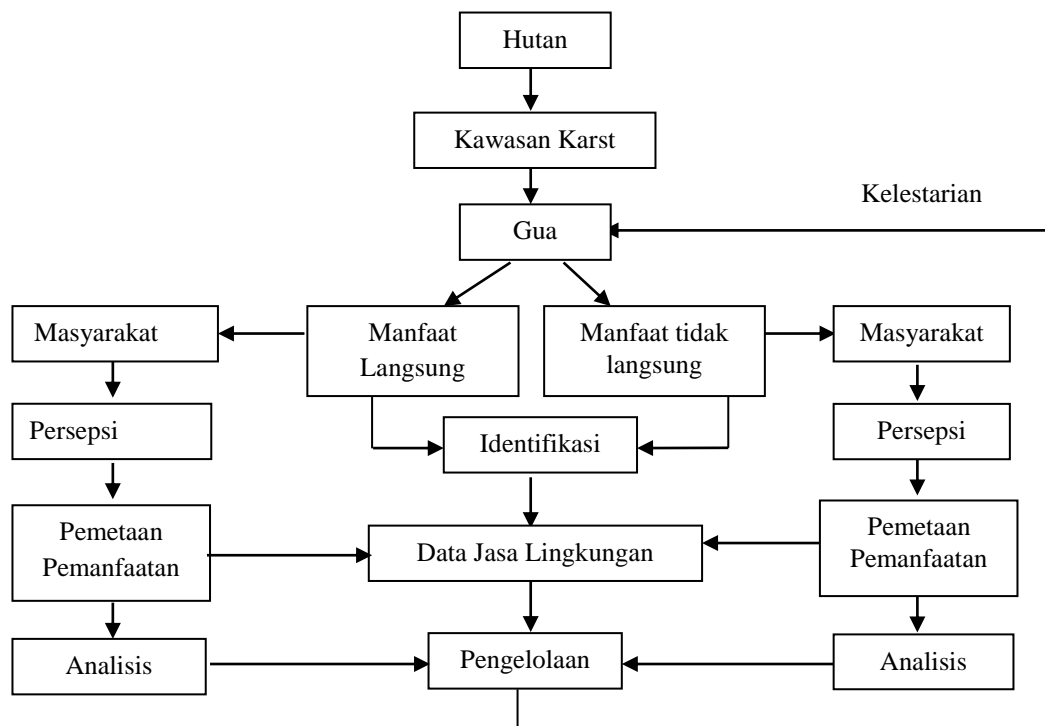 Hutan
Kawasan Karst
Kelestarian
Gua
Masyarakat
Manfaat
Langsung
Manfaat tidak
langsung
Masyarakat
Persepsi
Identifikasi
Persepsi
Pemetaan
Pemanfaatan
Data Jasa Lingkungan
Pemetaan
Pemanfaatan
Analisis
Pengelolaan
Analisis